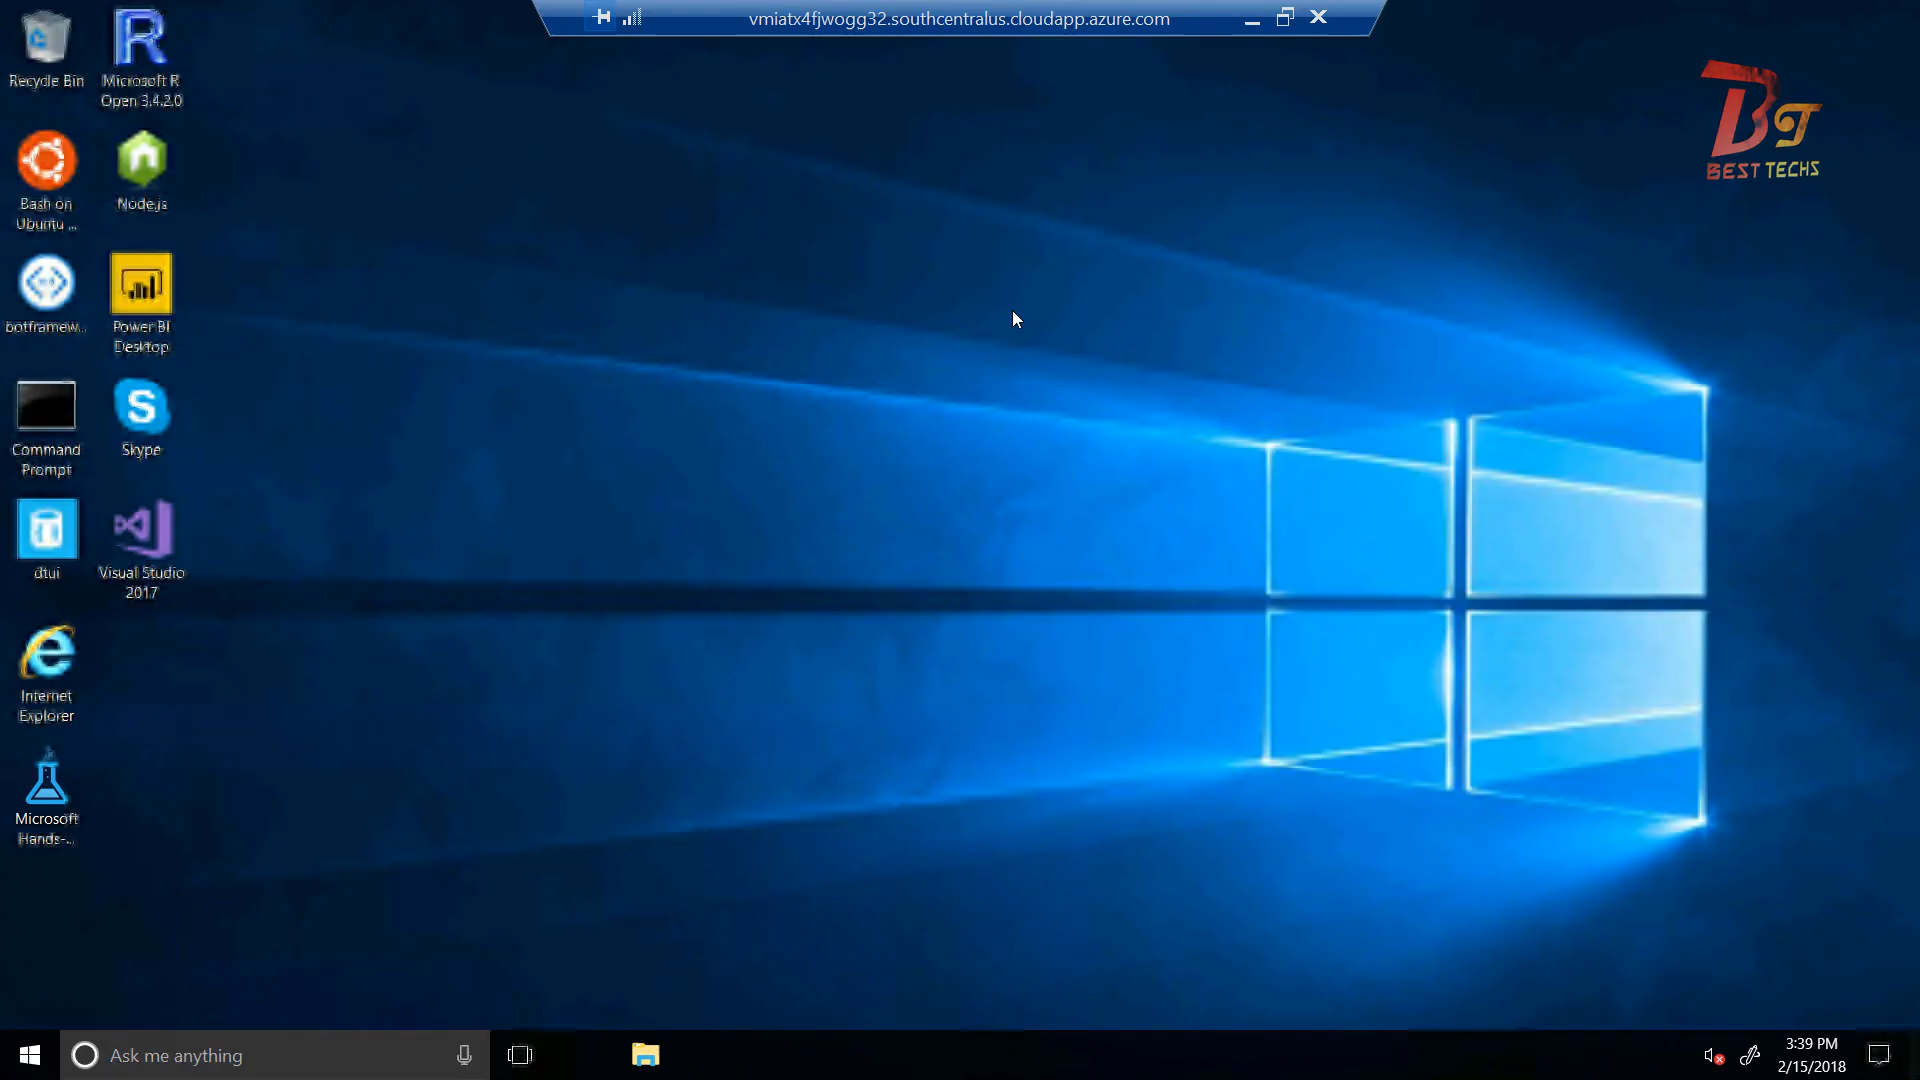 vmiatx4fjwogg32.southcentralus.cloudapp.azure.com
Recycle Bin
Microsoft R
Open 3.4.2.0
BT
BEST TECHS
Bash on
Ubuntu ...
Node.js
botframew...
Power BI
Desktop
Command
Prompt
Skype
dtui
Visual Studio
2017
Internet
Explorer
Microsoft
Hands-...
Ask me anything
3:39 PM
2/15/2018